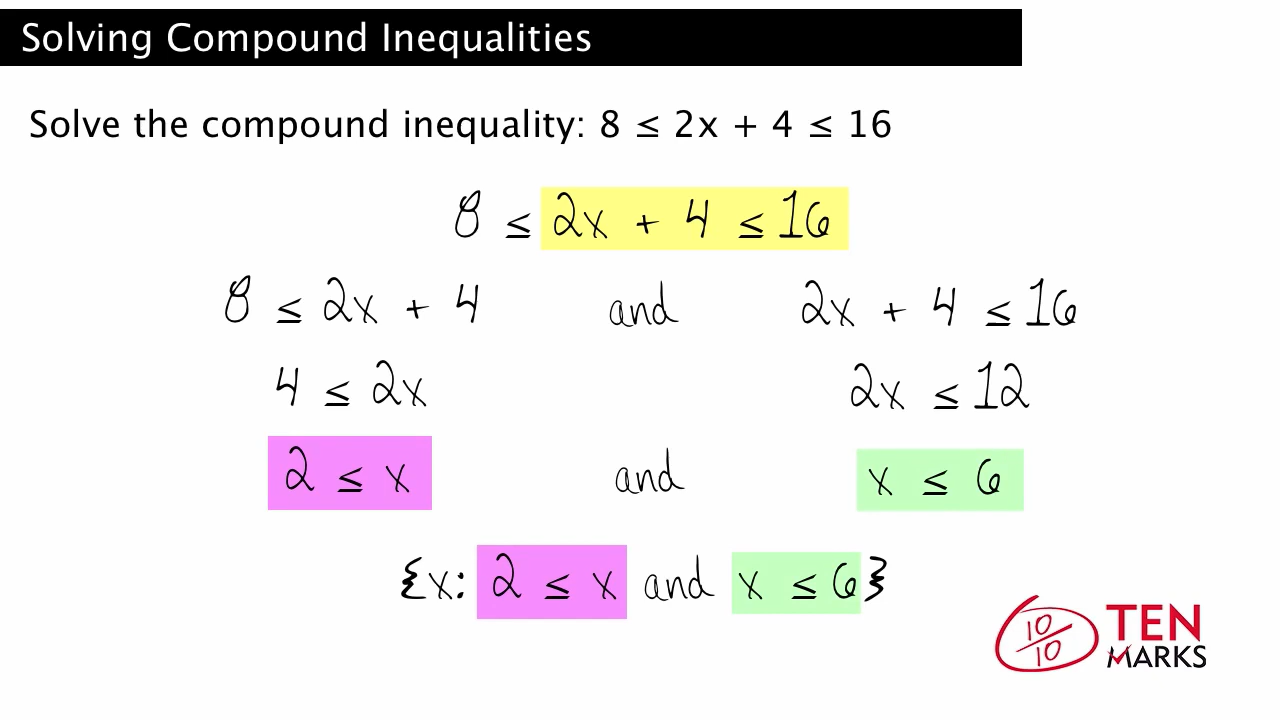 Solving Compound Inequalities
Solve the compound inequality: 8 ≤ 2x + 4 ≤ 16
8 ≤ 2x + 4 ≤ 16
8 ≤ 2x + 4 and 2x + 4 ≤ 16
4 ≤ 2x 2x ≤ 12
2 ≤ x and x ≤ 6
{x: 2 ≤ x and x ≤ 6}
10/10 TEN
MARKS